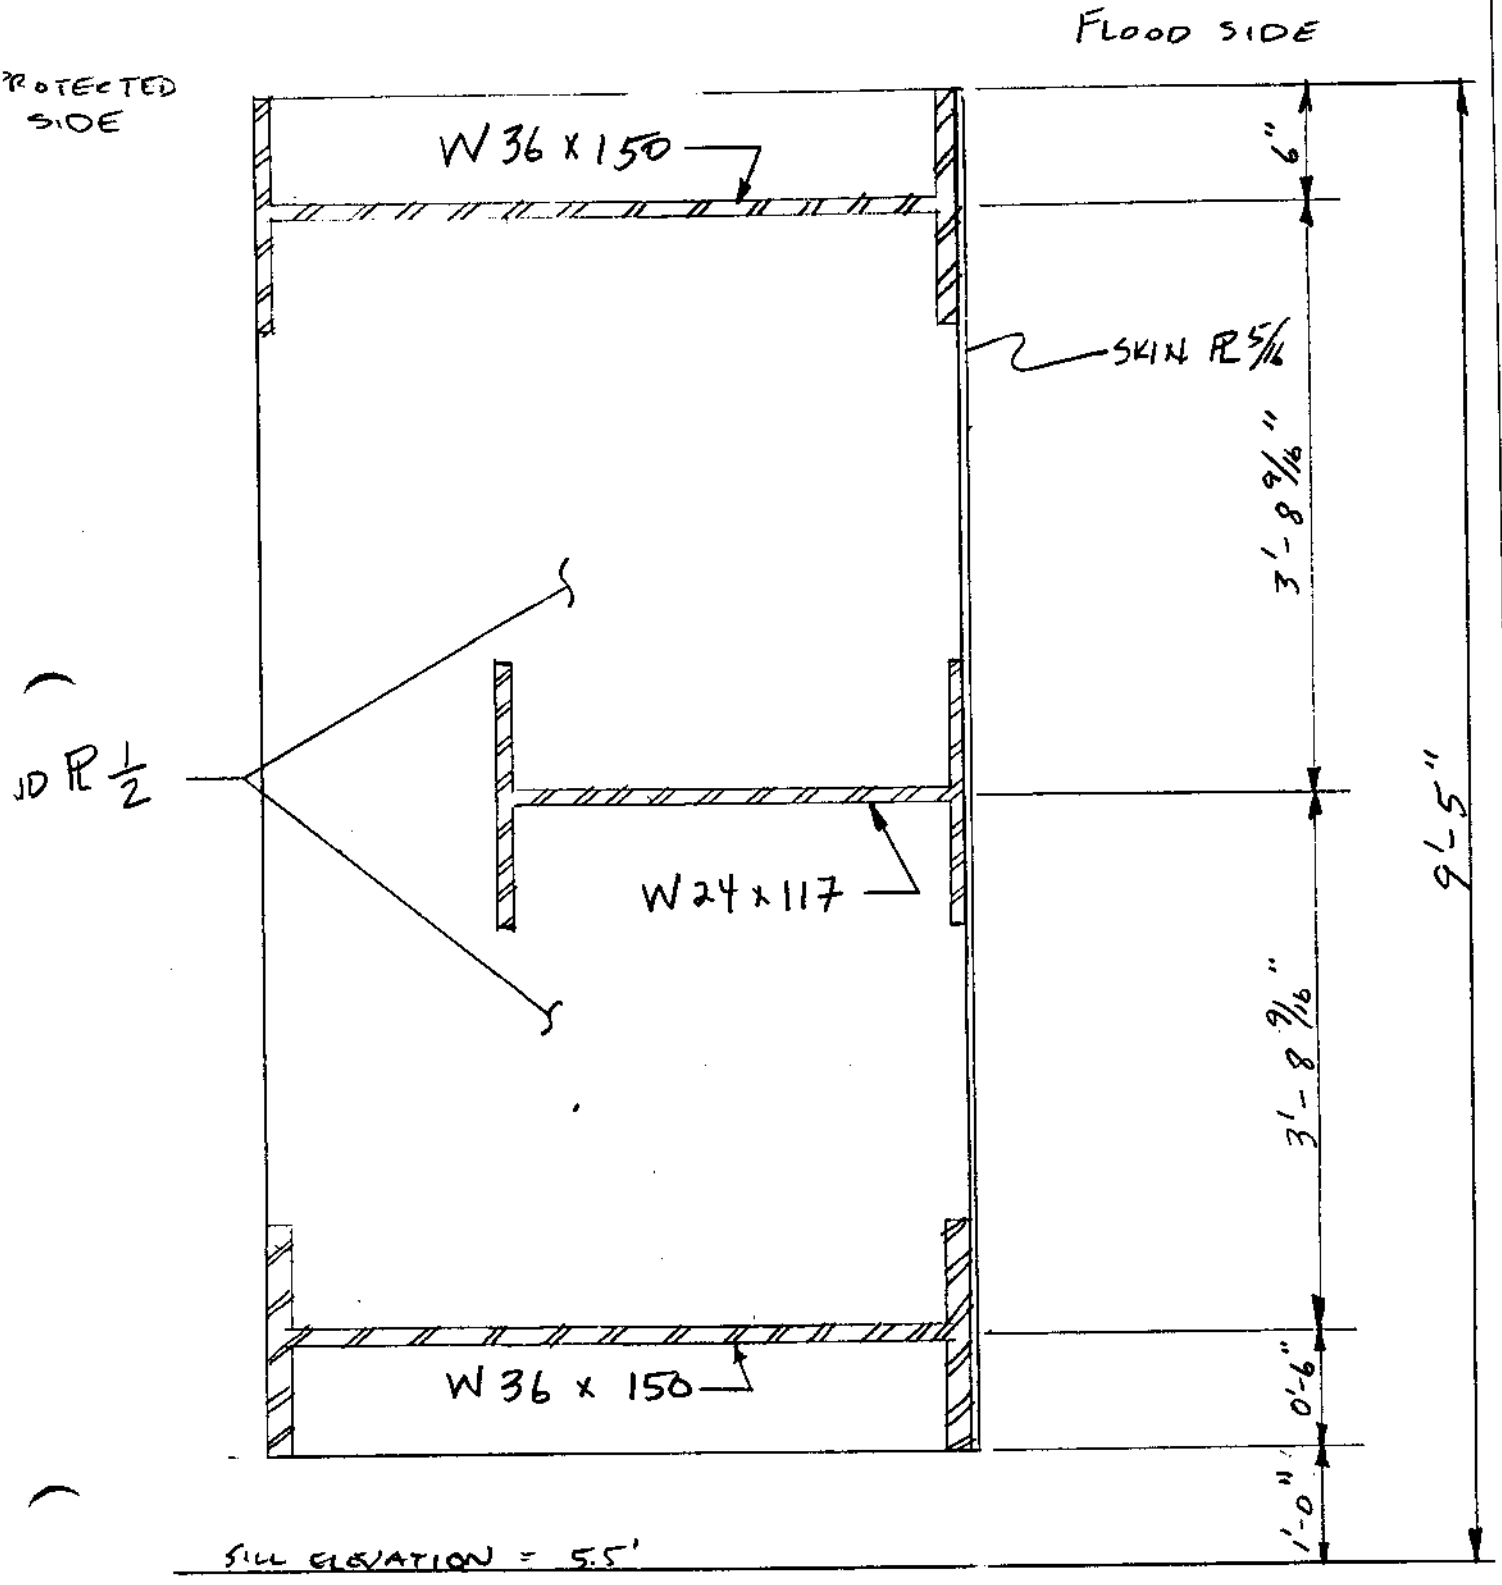 FLOOD SIDE
ROTECTED
SIDE
W 36 x 150
6"
SKIN PL 5/16
3'-8 9/16"
PL 1/2
W 24 x 117
9'-5"
3'-8 9/16"
W 36 x 150
0'-6"
1'-0"
SILL ELEVATION = 5.5'